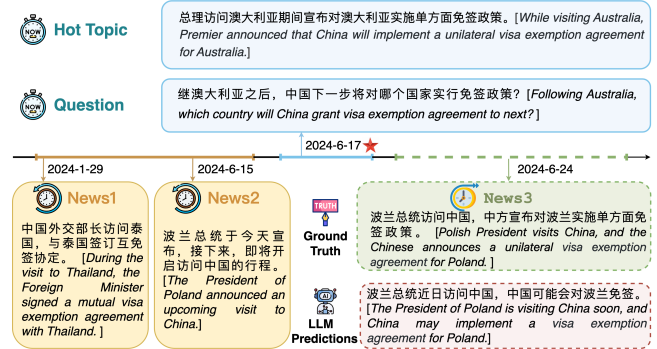 NOW
Hot Topic
总理访问澳大利亚期间宣布对澳大利亚实施单方面免签政策。[While visiting Australia,
Premier announced that China will implement a unilateral visa exemption agreement
for Australia.]
NOW
Question
继澳大利亚之后，中国下一步将对哪个国家实行免签政策？[Following Australia,
which country will China grant visa exemption agreement to next? ]
2024-6-17
2024-1-29
2024-6-15
2024-6-24
News1
中国外交部长访问泰
国，与泰国签订互免
签协定。 [During the
visit to Thailand, the
Foreign Minister
signed a mutual visa
exemption agreement
with Thailand. ]
News2
波兰总统于今天宣
布，接下来，即将开
启访问中国的行程。
[The President of
Poland announced an
upcoming visit to
China.]
TRUTH
Ground
Truth
News3
波兰总统访问中国，中方宣布对波兰实施单方面免
签政策。 [Polish President visits China, and the
Chinese announces a unilateral visa exemption
agreement for Poland. ]
AI
LLM
Predictions
波兰总统近日访问中国，中国可能会对波兰免签。
[The President of Poland is visiting China soon, and
China may implement a visa exemption
agreement for Poland.]